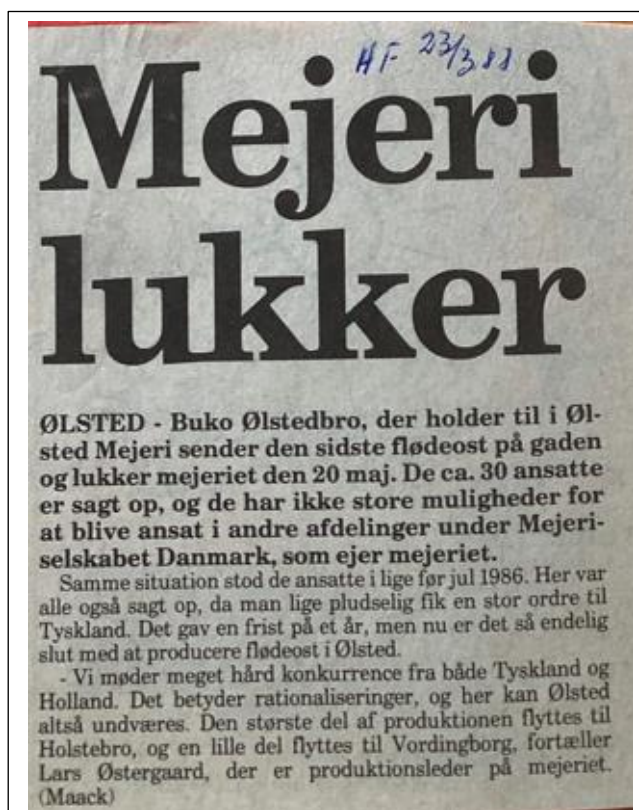 HF 23/3 88
Mejeri
lukker
ØLSTED - Buko Ølstedbro, der holder til i Øl-
sted Mejeri sender den sidste flødeost på gaden
og lukker mejeriet den 20 maj. De ca. 30 ansatte
er sagt op, og de har ikke store muligheder for
at blive ansat i andre afdelinger under Mejeri-
selskabet Danmark, som ejer mejeriet.
Samme situation stod de ansatte i lige før jul 1986. Her var
alle også sagt op, da man lige pludselig fik en stor ordre til
Tyskland. Det gav en frist på et år, men nu er det så endelig
slut med at producere flødeost i Ølsted.
- Vi møder meget hård konkurrence fra både Tyskland og
Holland. Det betyder rationaliseringer, og her kan Ølsted
altså undværes. Den største del af produktionen flyttes til
Holstebro, og en lille del flyttes til Vordingborg, fortæller
Lars Østergaard, der er produktionsleder på mejeriet.
(Maack)